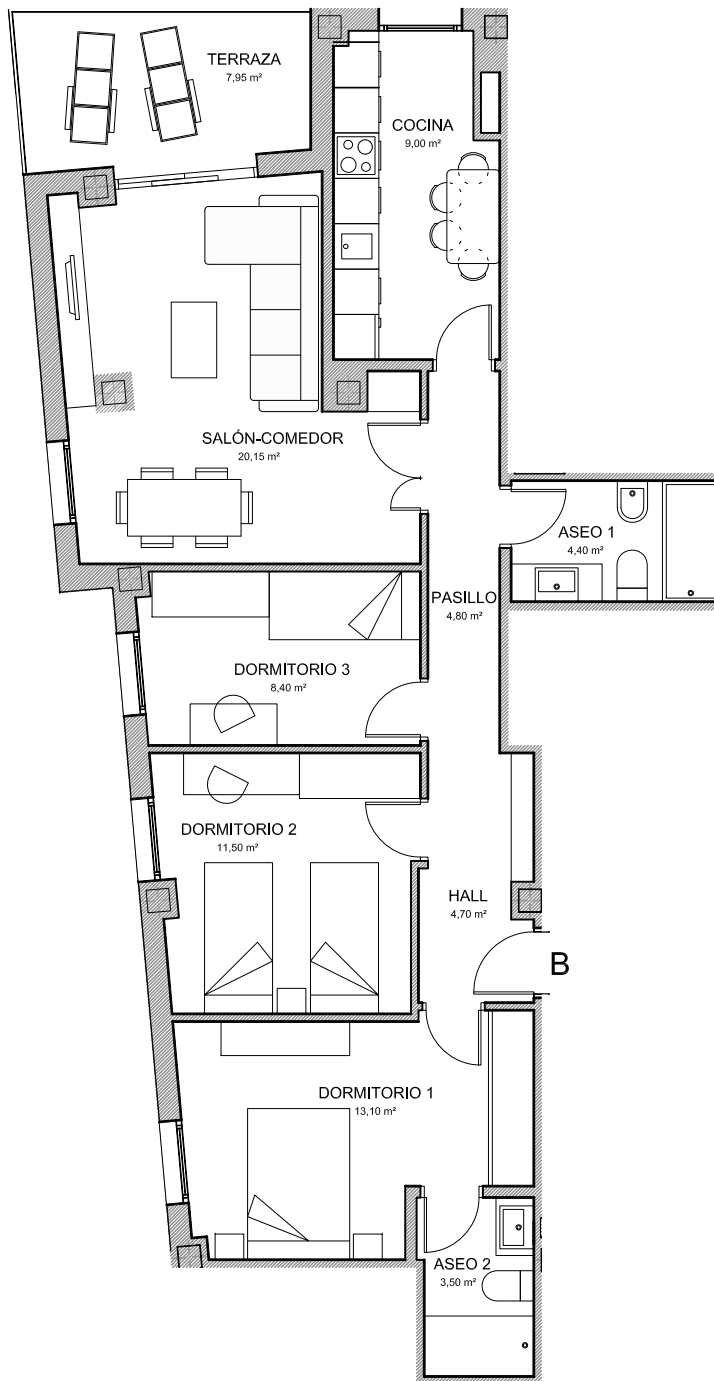 TERRAZA
7,95 m²
COCINA
9,00 m²
SALÓN-COMEDOR
20,15 m²
ASEO 1
4,40 m²
PASILLO
4,80 m²
DORMITORIO 3
8,40 m²
DORMITORIO 2
11,50 m²
HALL
4,70 m²
B
DORMITORIO 1
13,10 m²
ASEO 2
3,50 m²